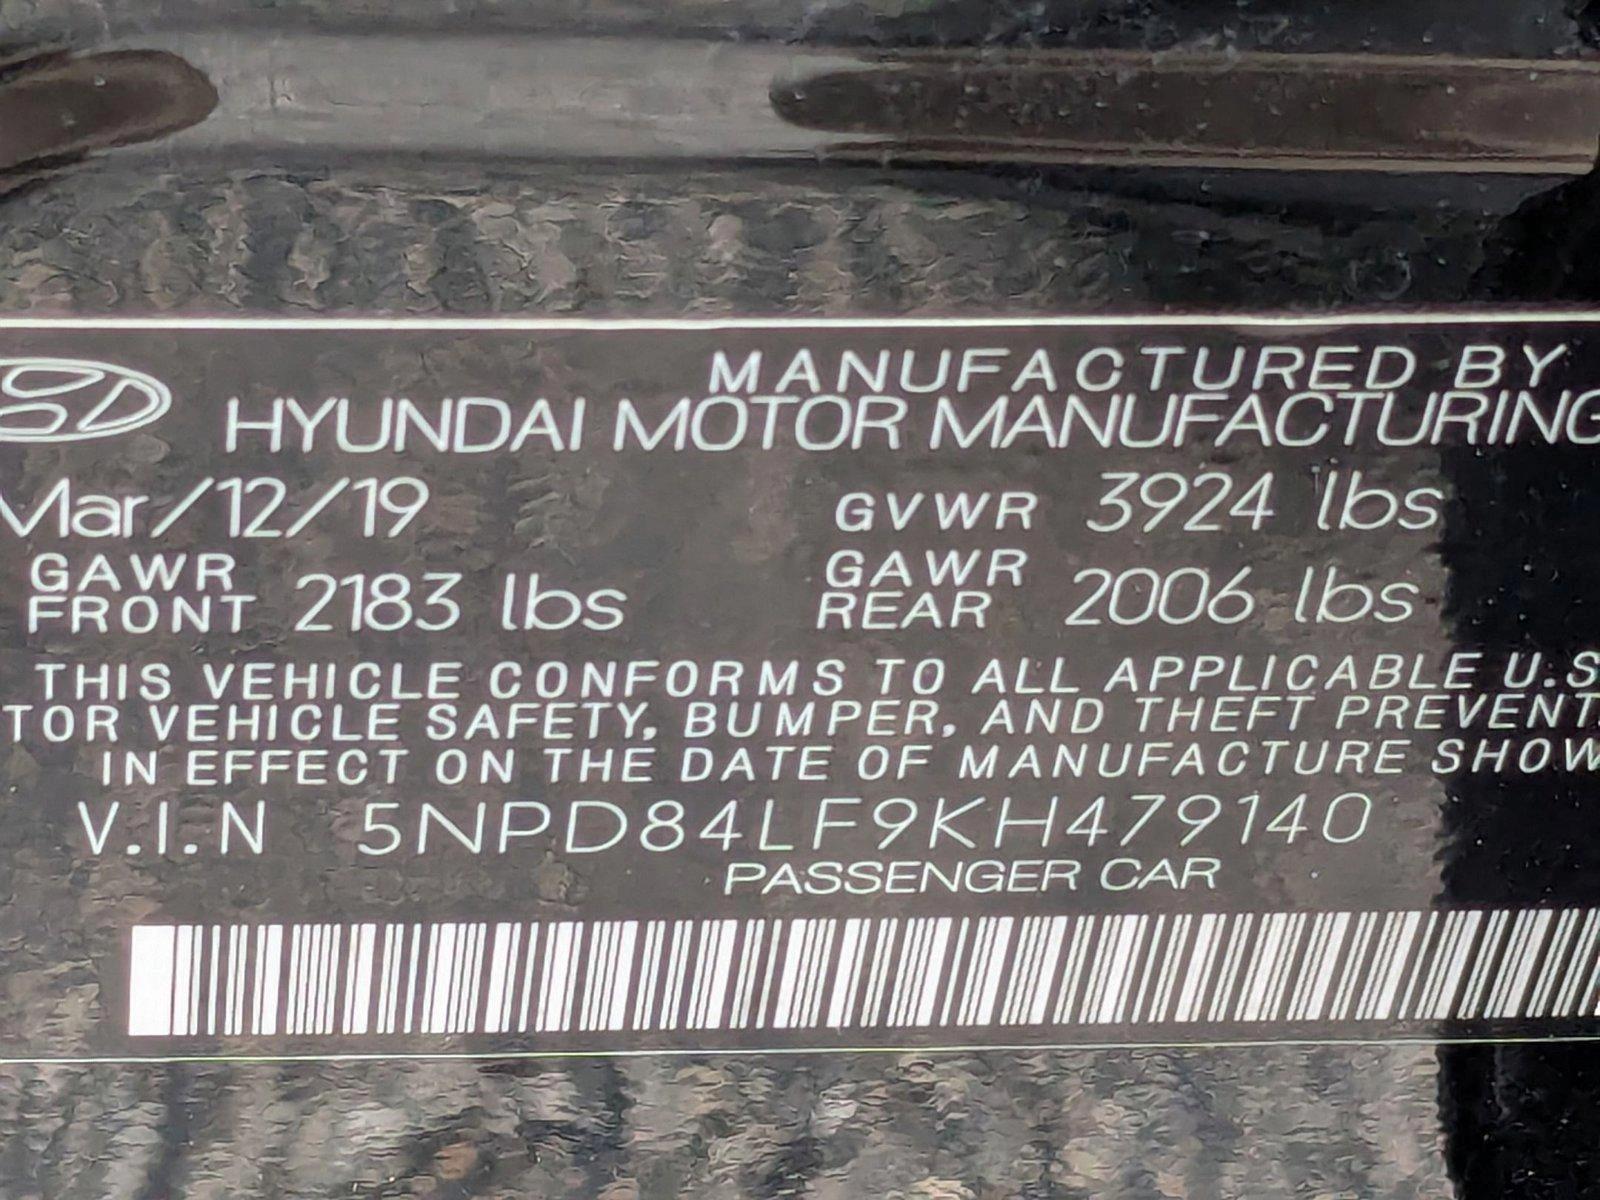 MANUFACTURED BY
HYUNDAI MOTOR MANUFACTURING
Mar/12/19 GVWR 3924 lbs
GAWR FRONT 2183 lbs GAWR REAR 2006 lbs
THIS VEHICLE CONFORMS TO ALL APPLICABLE U.S
TOR VEHICLE SAFETY, BUMPER, AND THEFT PREVENT
IN EFFECT ON THE DATE OF MANUFACTURE SHOW
V.I.N 5NPD84LF9KH479140
PASSENGER CAR